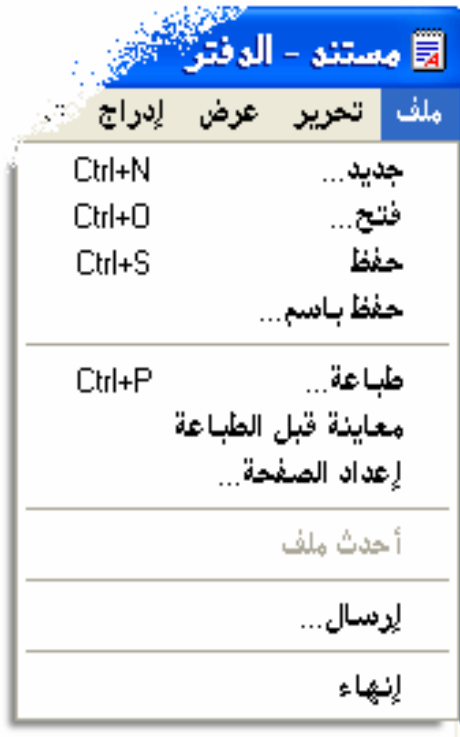 مستند - الدفتر
ملف تحرير عرض إدراج
جديد... Ctrl+N
فتح... Ctrl+O
حفظ Ctrl+S
حفظ باسم...
طباعة... Ctrl+P
معاينة قبل الطباعة
إعداد الصفحة...
أحدث ملف
إرسال...
إنهاء